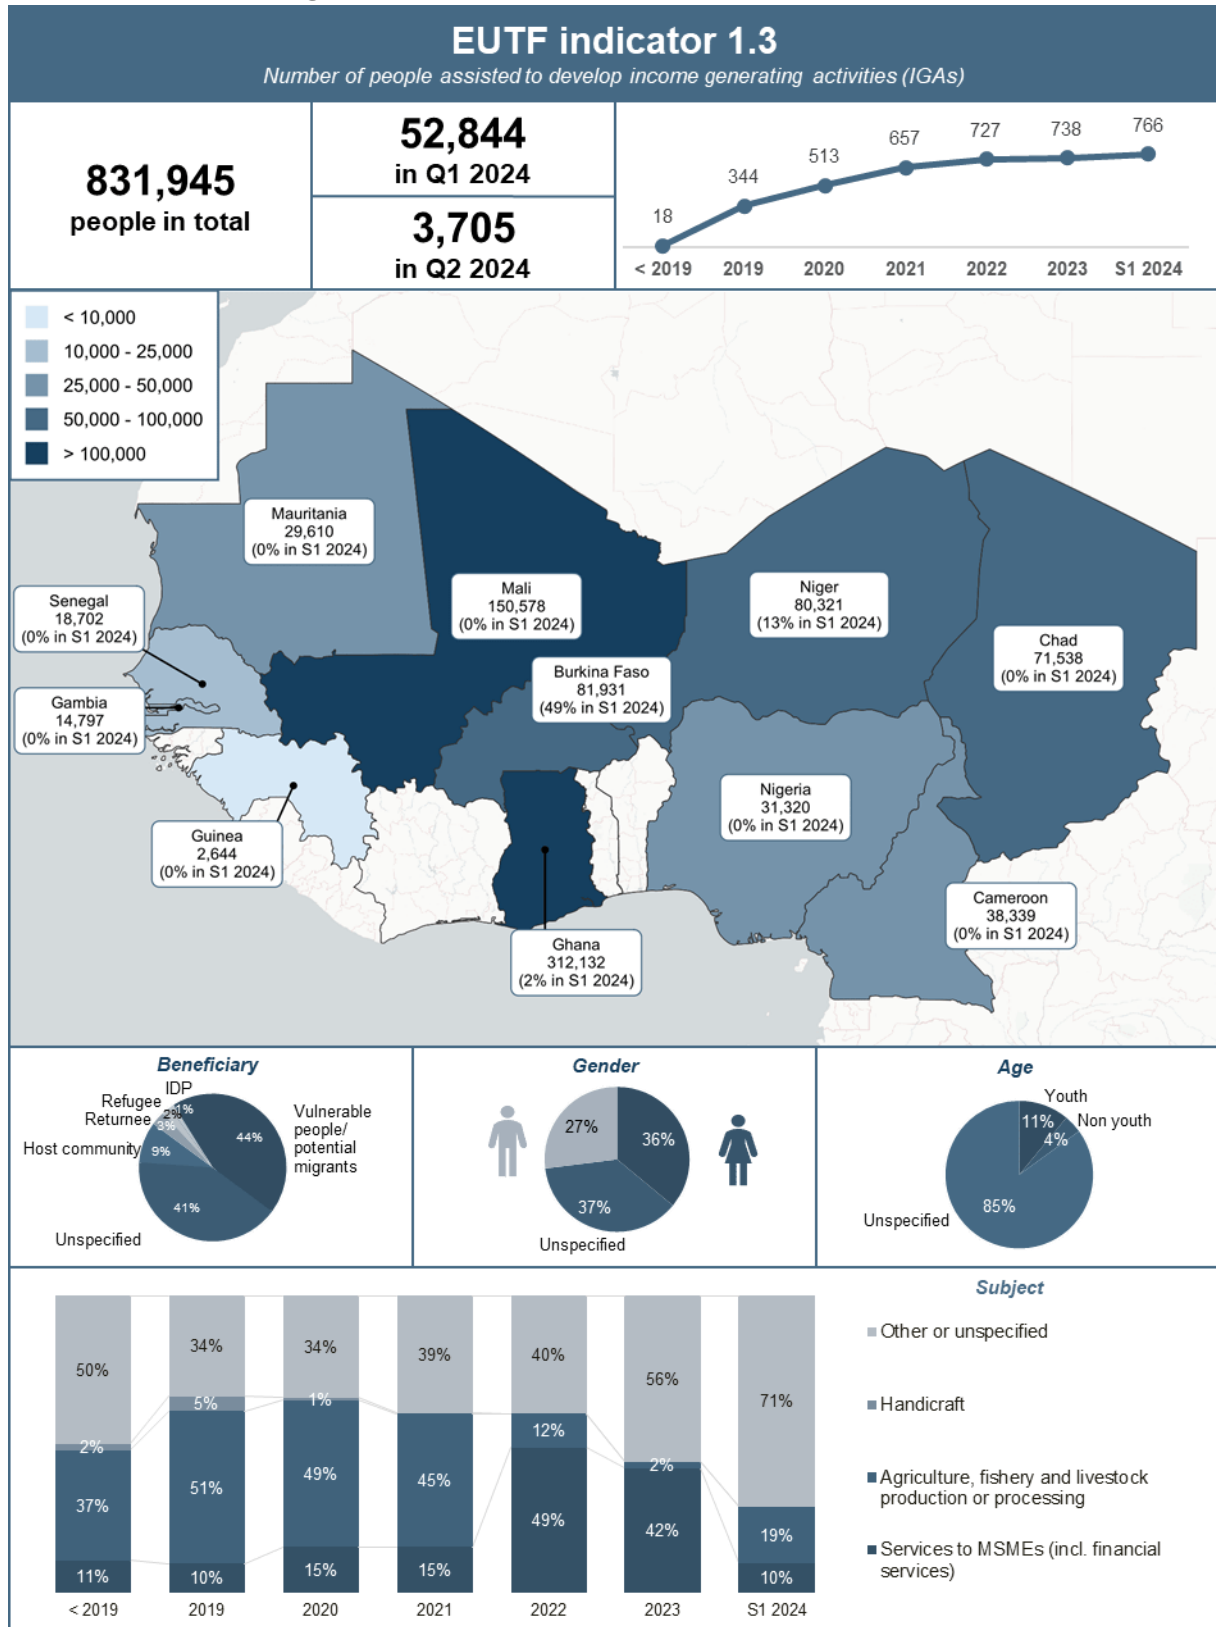 EUTF indicator 1.3
Number of people assisted to develop income generating activities (IGAs)
831,945
people in total
52,844
in Q1 2024
3,705
in Q2 2024
18
344
513
657
727
738
766
< 2019
2019
2020
2021
2022
2023
S1 2024
< 10,000
10,000 - 25,000
25,000 - 50,000
50,000 - 100,000
> 100,000
Mauritania
29,610
(0% in S1 2024)
Mali
150,578
(0% in S1 2024)
Niger
80,321
(13% in S1 2024)
Chad
71,538
(0% in S1 2024)
Senegal
18,702
(0% in S1 2024)
Gambia
14,797
(0% in S1 2024)
Burkina Faso
81,931
(49% in S1 2024)
Nigeria
31,320
(0% in S1 2024)
Guinea
2,644
(0% in S1 2024)
Ghana
312,132
(2% in S1 2024)
Cameroon
38,339
(0% in S1 2024)
Beneficiary
IDP
Refugee
Returnee
Host community
Unspecified
Vulnerable
people/
potential
migrants
1%
2%
3%
9%
41%
44%
Gender
27%
36%
37%
Unspecified
Age
Youth
Non youth
11%
4%
85%
Unspecified
Subject
50%
2%
37%
11%
34%
5%
51%
10%
34%
1%
49%
15%
39%
45%
15%
40%
12%
49%
56%
2%
42%
71%
19%
10%
< 2019
2019
2020
2021
2022
2023
S1 2024
Other or unspecified
Handicraft
Agriculture, fishery and livestock
production or processing
Services to MSMEs (incl. financial
services)